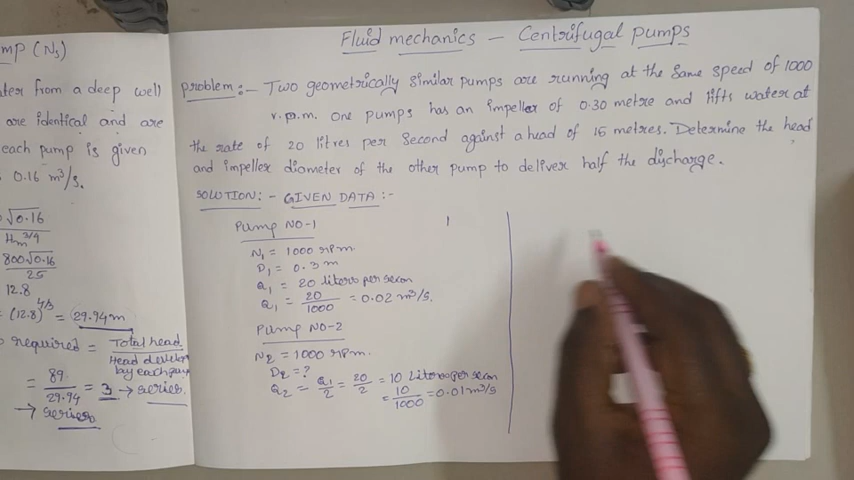 mp (Ns)
ter from a deep well
are identical and are
each pump is given
0.16 m³/s.
√0.16
Hm^3/4
800√0.16
25
12.8
= (12.8)^4/3 = 29.94m
required = Total head
Head develop
by each pump
= 89 / 29.94 = 3 → series.
→ series
Fluid mechanics - Centrifugal pumps
problem:- Two geometrically similar pumps are running at the same speed of 1000
r.p.m. one pumps has an impeller of 0.30 metre and lifts water at
the rate of 20 litres per second against a head of 15 metres. Determine the head
and impeller diameter of the other pump to deliver half the discharge.
SOLUTION:- GIVEN DATA:-
Pump NO-1
N1 = 1000 rpm
D1 = 0.3 m
Q1 = 20 liters per secon
Q1 = 20/1000 = 0.02 m³/s.
Pump NO-2
N2 = 1000 rpm.
D2 = ?
Q2 = Q1/2 = 20/2 = 10 Liters per secon
= 10/1000 = 0.01 m³/s